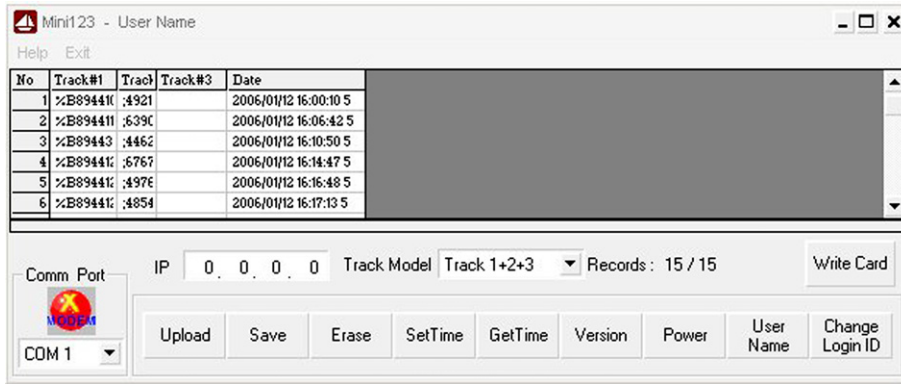 Mini123 - User Name
Help Exit
No Track#1 Track Track#3 Date
1 %B89441( ;4921 2006/01/12 16:00:10 5
2 %B894411 ;6390 2006/01/12 16:06:42 5
3 %B89443 ;4462 2006/01/12 16:10:50 5
4 %B894412 ;6767 2006/01/12 16:14:47 5
5 %B894412 ;4976 2006/01/12 16:16:48 5
6 %B894412 ;4854 2006/01/12 16:17:13 5
IP 0. 0. 0. 0 Track Model Track 1+2+3 Records : 15 / 15 Write Card
Comm Port
X
MODEM
COM 1
Upload Save Erase SetTime GetTime Version Power User Name Change Login ID